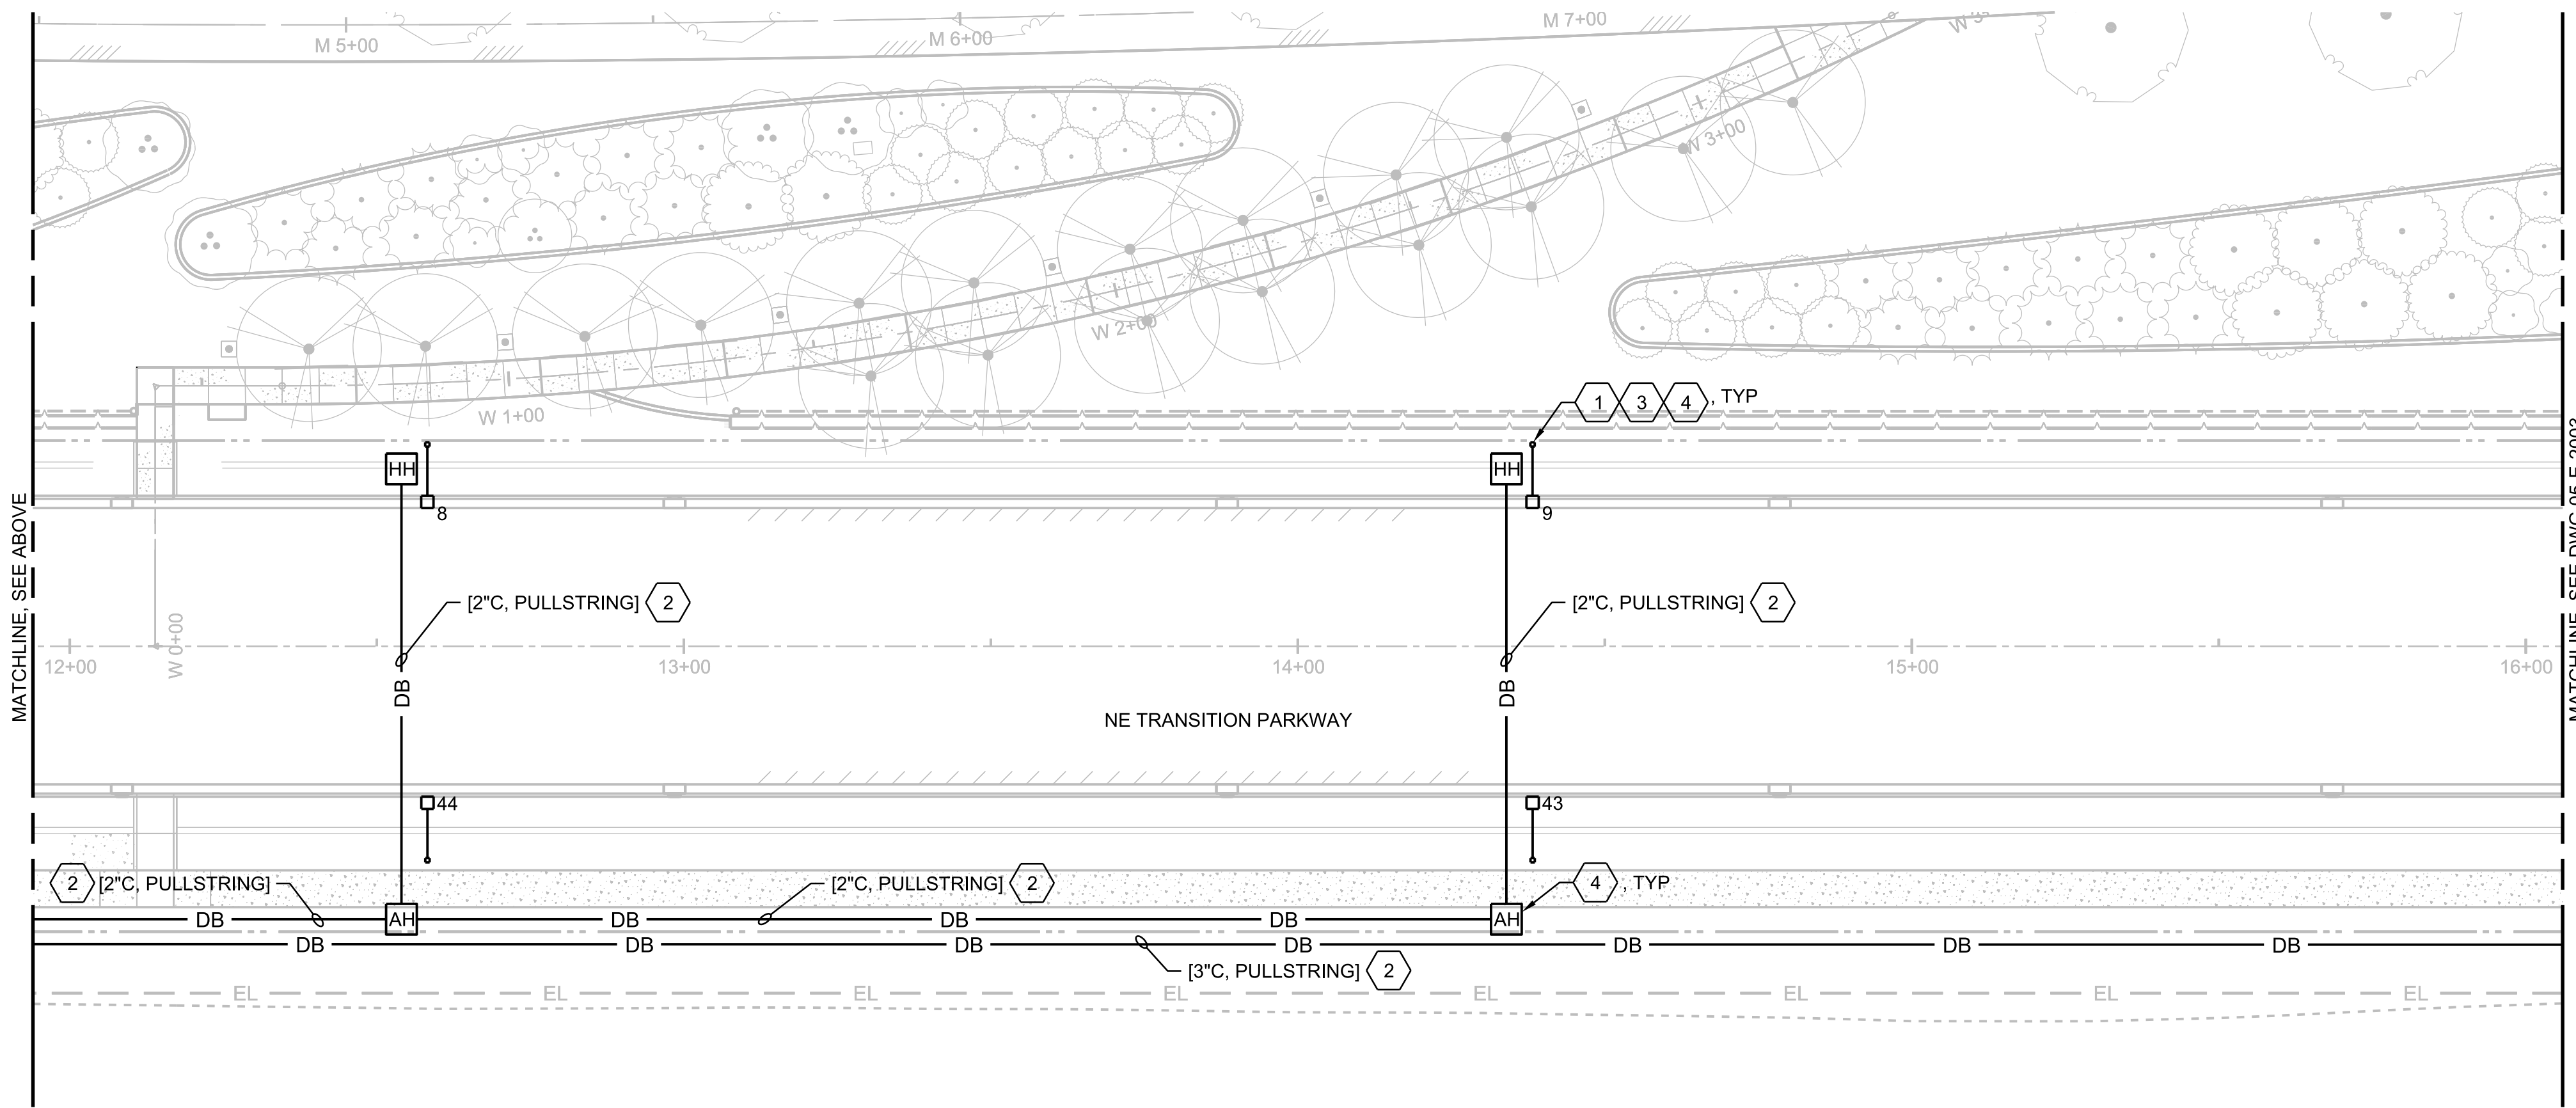 M 5+00
M 6+00
M 7+00
W 3+00
W 2+00
W 1+00
1 3 4 , TYP
HH
HH
8
9
MATCHLINE, SEE ABOVE
[2"C, PULLSTRING] 2
[2"C, PULLSTRING] 2
W 0+00
12+00
13+00
14+00
15+00
16+00
DB
DB
NE TRANSITION PARKWAY
44
43
2 [2"C, PULLSTRING]
[2"C, PULLSTRING] 2
4 , TYP
DB
AH
DB
DB
DB
AH
DB
DB
DB
DB
DB
DB
DB
[3"C, PULLSTRING] 2
EL
EL
EL
EL
EL
EL
EL
EL